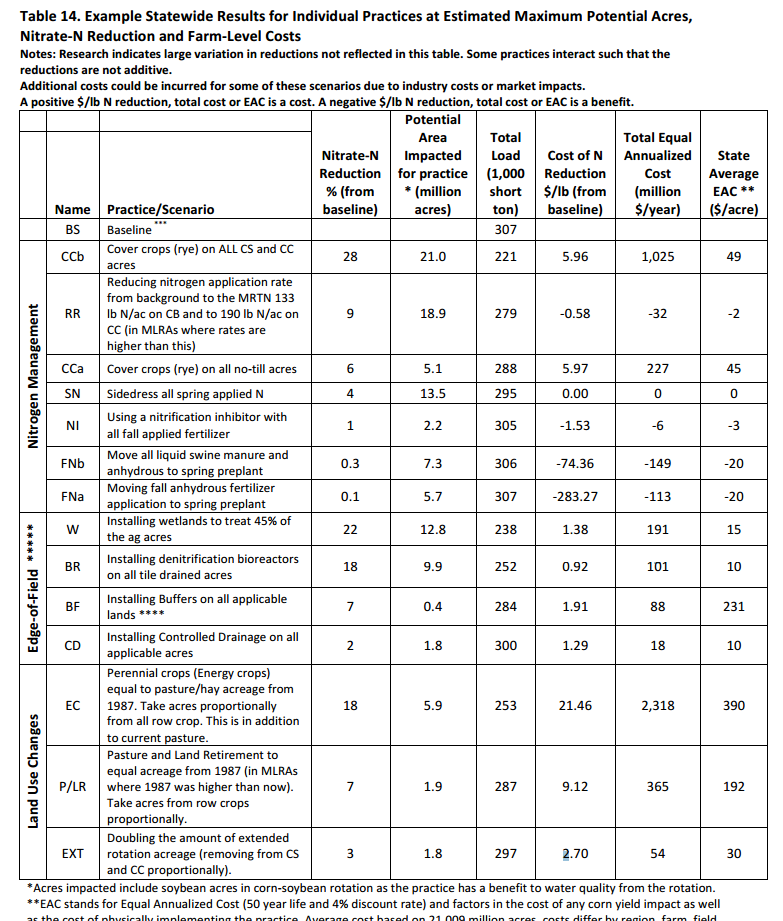 Table 14. Example Statewide Results for Individual Practices at Estimated Maximum Potential Acres,
Nitrate-N Reduction and Farm-Level Costs
Notes: Research indicates large variation in reductions not reflected in this table. Some practices interact such that the
reductions are not additive.
Additional costs could be incurred for some of these scenarios due to industry costs or market impacts.
A positive $/lb N reduction, total cost or EAC is a cost. A negative $/lb N reduction, total cost or EAC is a benefit.
Name
Practice/Scenario
Nitrate-N
Reduction
% (from
baseline)
Potential
Area
Impacted
for practice
* (million
acres)
Total
Load
(1,000
short
ton)
Cost of N
Reduction
$/lb (from
baseline)
Total Equal
Annualized
Cost
(million
$/year)
State
Average
EAC **
($/acre)
BS Baseline *** 307
Nitrogen Management
CCb
Cover crops (rye) on ALL CS and CC
acres
28 21.0 221 5.96 1,025 49
RR
Reducing nitrogen application rate
from background to the MRTN 133
lb N/ac on CB and to 190 lb N/ac on
CC (in MLRAs where rates are
higher than this)
9 18.9 279 -0.58 -32 -2
CCa Cover crops (rye) on all no-till acres 6 5.1 288 5.97 227 45
SN Sidedress all spring applied N 4 13.5 295 0.00 0 0
NI
Using a nitrification inhibitor with
all fall applied fertilizer
1 2.2 305 -1.53 -6 -3
FNb
Move all liquid swine manure and
anhydrous to spring preplant
0.3 7.3 306 -74.36 -149 -20
FNa
Moving fall anhydrous fertilizer
application to spring preplant
0.1 5.7 307 -283.27 -113 -20
Edge-of-Field *****
W
Installing wetlands to treat 45% of
the ag acres
22 12.8 238 1.38 191 15
BR
Installing denitrification bioreactors
on all tile drained acres
18 9.9 252 0.92 101 10
BF
Installing Buffers on all applicable
lands ****
7 0.4 284 1.91 88 231
CD
Installing Controlled Drainage on all
applicable acres
2 1.8 300 1.29 18 10
Land Use Changes
EC
Perennial crops (Energy crops)
equal to pasture/hay acreage from
1987. Take acres proportionally
from all row crop. This is in addition
to current pasture.
18 5.9 253 21.46 2,318 390
P/LR
Pasture and Land Retirement to
equal acreage from 1987 (in MLRAs
where 1987 was higher than now).
Take acres from row crops
proportionally.
7 1.9 287 9.12 365 192
EXT
Doubling the amount of extended
rotation acreage (removing from CS
and CC proportionally).
3 1.8 297 2.70 54 30
*Acres impacted include soybean acres in corn-soybean rotation as the practice has a benefit to water quality from the rotation.
**EAC stands for Equal Annualized Cost (50 year life and 4% discount rate) and factors in the cost of any corn yield impact as well
as the cost of physically implementing the practice. Average cost based on 21.009 million acres, costs differ by region, farm, field